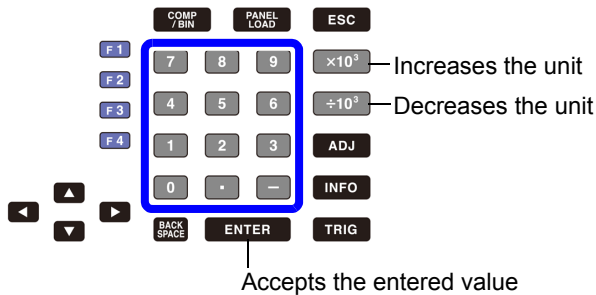 COMP /BIN
PANEL LOAD
ESC
F 1
7 8 9 ×10³ Increases the unit
F 2
F 3
4 5 6 ÷10³ Decreases the unit
F 4
1 2 3 ADJ
0 . − INFO
BACK SPACE
ENTER
TRIG
Accepts the entered value